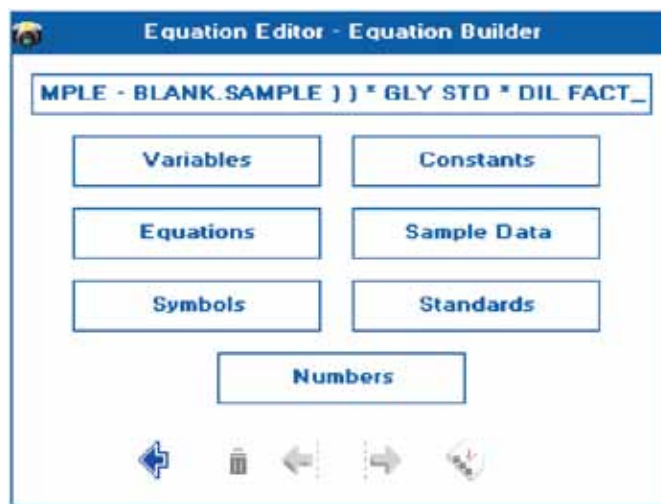 Equation Editor - Equation Builder
MPLE - BLANK.SAMPLE ) ) * GLY STD * DIL FACT_
Variables Constants
Equations Sample Data
Symbols Standards
Numbers